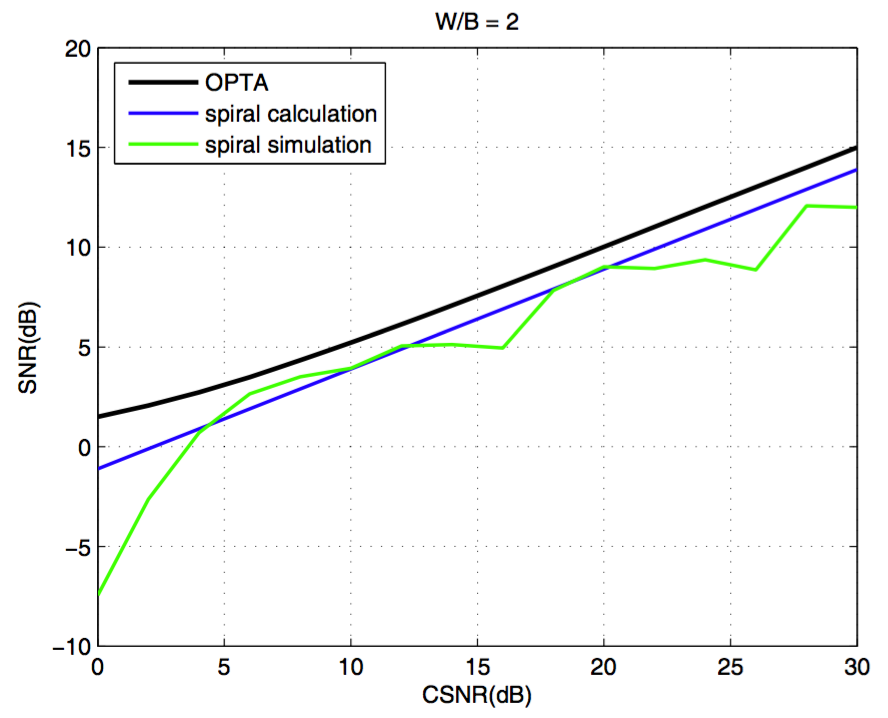 W/B = 2
OPTA
spiral calculation
spiral simulation
SNR(dB)
20
15
10
5
0
−5
−10
0 5 10 15 20 25 30
CSNR(dB)